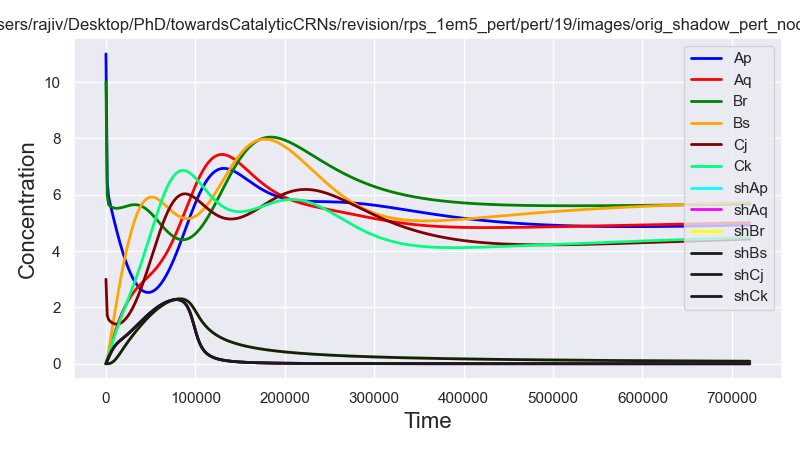 sers/rajiv/Desktop/PhD/towardsCatalyticCRNs/revision/rps_1em5_pert/pert/19/images/orig_shadow_pert_noc
Concentration
10
8
6
4
2
0
Ap
Aq
Br
Bs
Cj
Ck
shAp
shAq
shBr
shBs
shCj
shCk
0
100000
200000
300000
400000
500000
600000
700000
Time